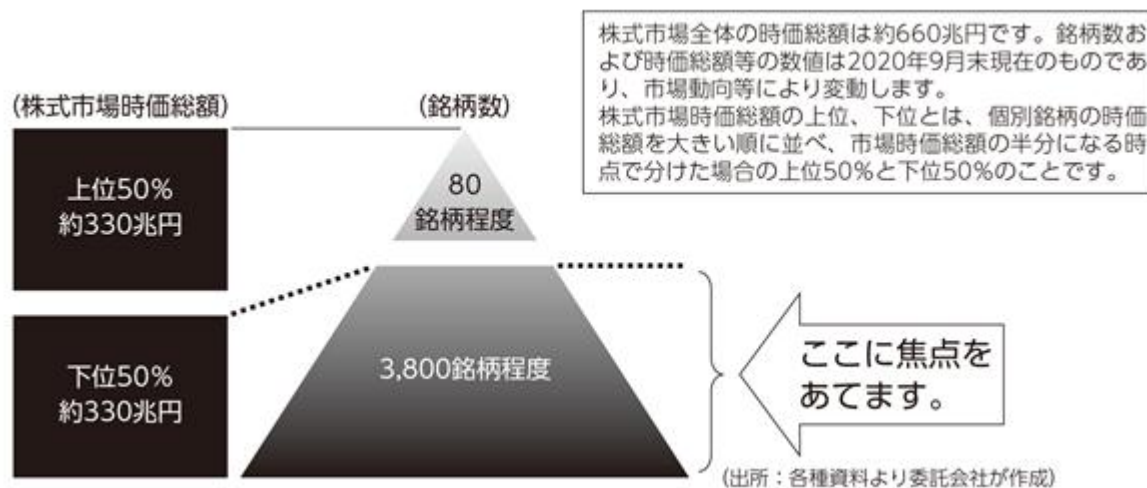 株式市場全体の時価総額は約660兆円です。銘柄数お
よび時価総額等の数値は2020年9月末現在のものであ
り、市場動向等により変動します。
株式市場時価総額の上位、下位とは、個別銘柄の時価
総額を大きい順に並べ、市場時価総額の半分になる時
点で分けた場合の上位50%と下位50%のことです。
(株式市場時価総額)
(銘柄数)
上位50%
約330兆円
80
銘柄程度
下位50%
約330兆円
3,800銘柄程度
ここに焦点を
あてます。
(出所：各種資料より委託会社が作成)